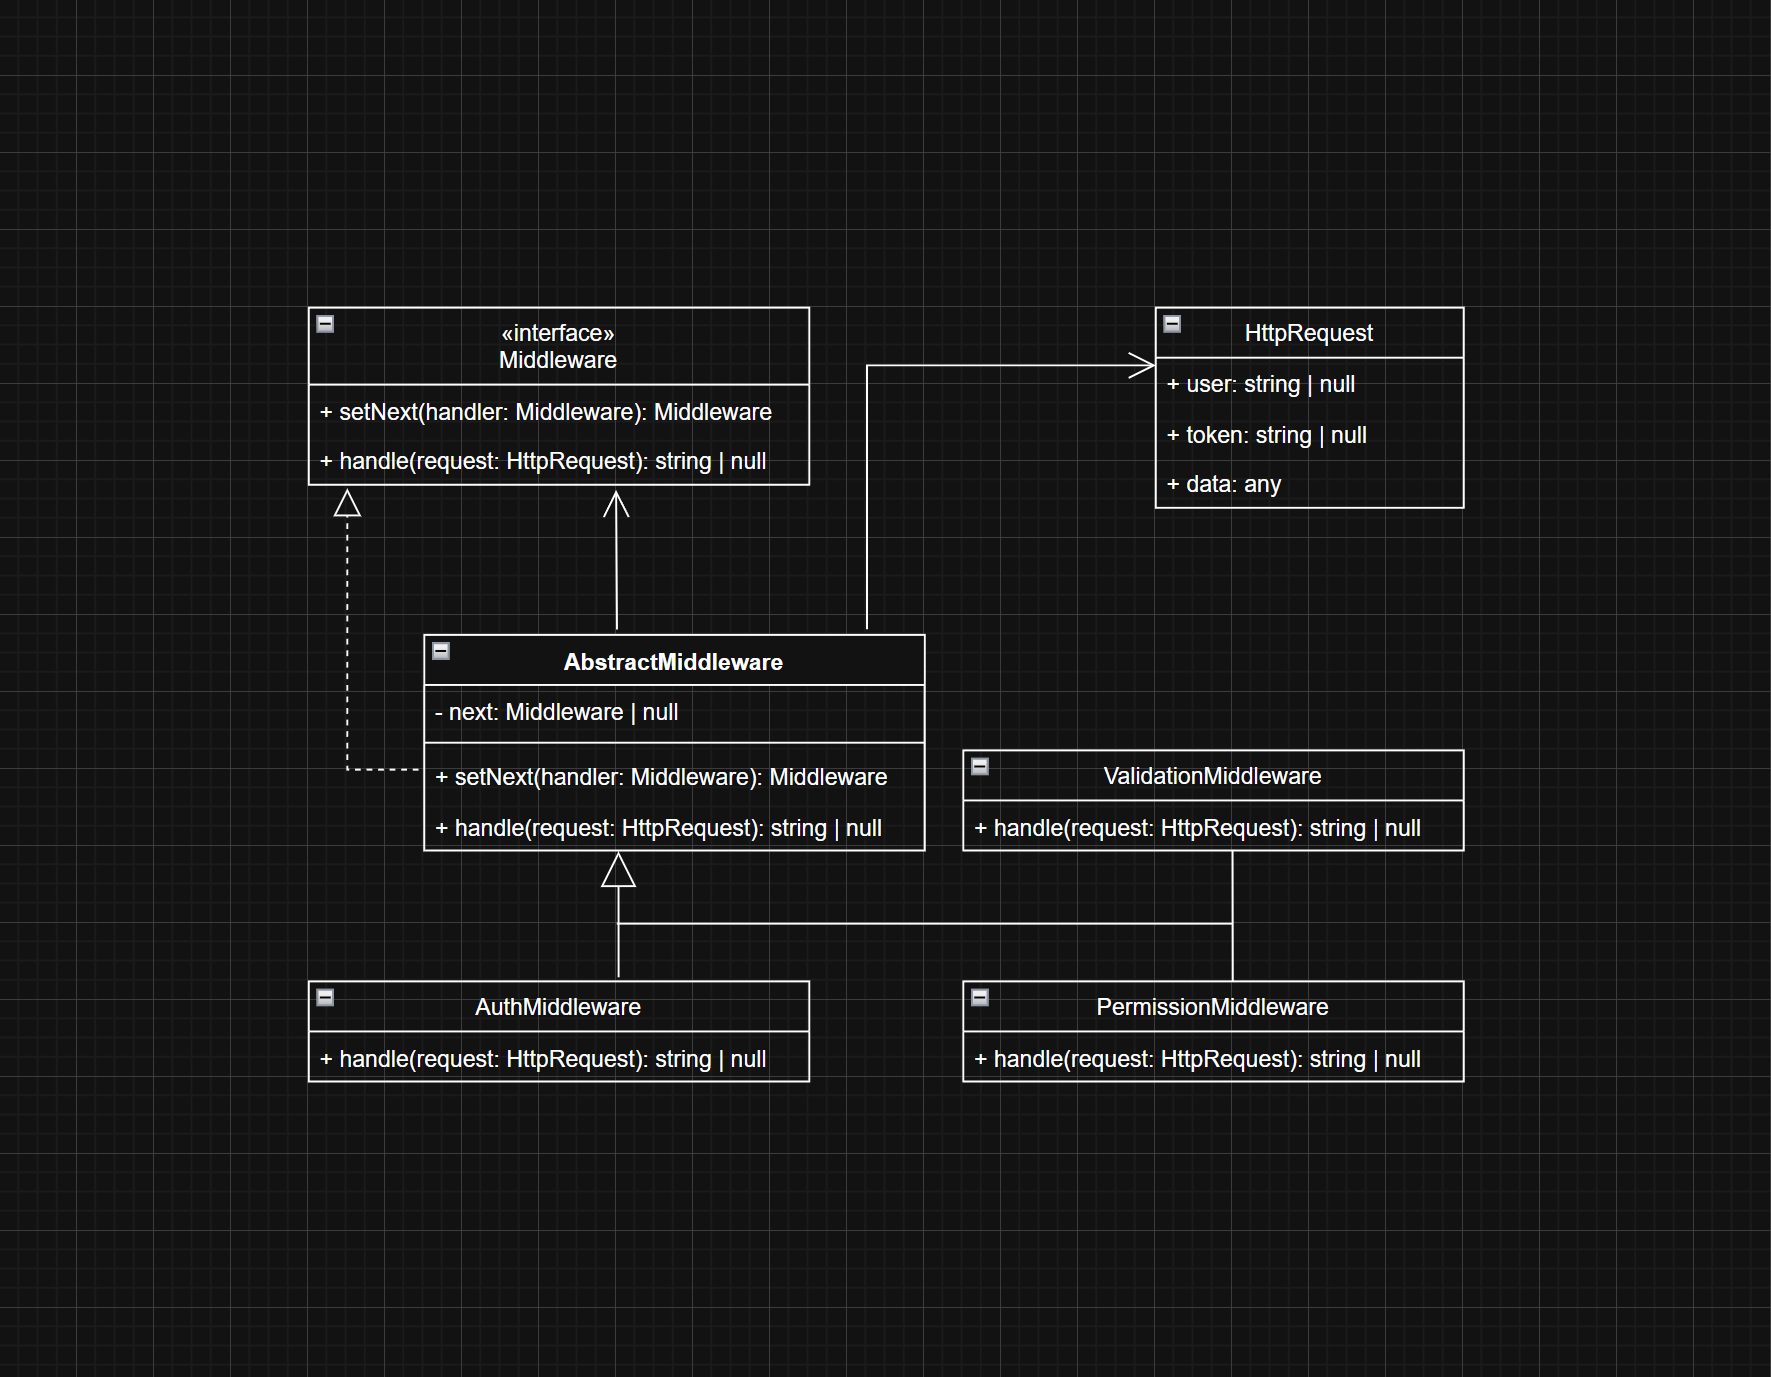 «interface»
Middleware
+ setNext(handler: Middleware): Middleware
+ handle(request: HttpRequest): string | null
HttpRequest
+ user: string | null
+ token: string | null
+ data: any
AbstractMiddleware
- next: Middleware | null
+ setNext(handler: Middleware): Middleware
+ handle(request: HttpRequest): string | null
ValidationMiddleware
+ handle(request: HttpRequest): string | null
AuthMiddleware
+ handle(request: HttpRequest): string | null
PermissionMiddleware
+ handle(request: HttpRequest): string | null